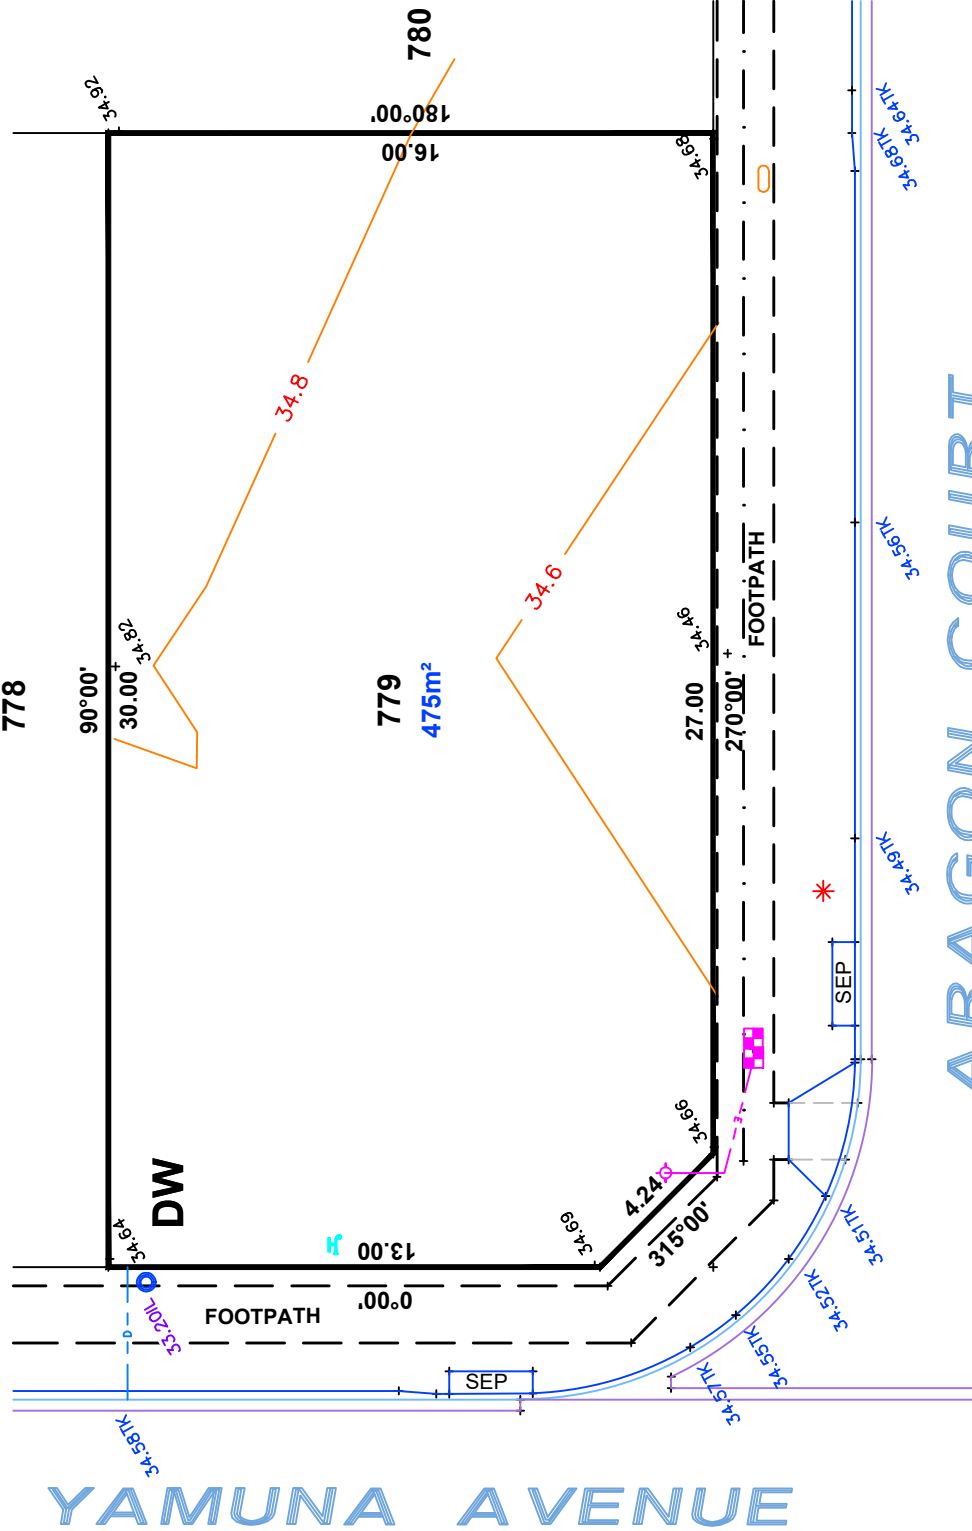 780
34.92
180°00'
16.00
34.68
34.64TK
34.68TK
34.8
34.6
34.56TK
FOOTPATH
34.46
34.82
778
90°00'
30.00
779
475m²
27.00
270°00'
34.49TK
SEP
ARAGON COURT
34.66
E
4.24
315°00'
DW
34.64
34.69
H
13.00
0°00'
FOOTPATH
33.20IL
D
SEP
34.51TK
34.52TK
34.55TK
34.57TK
34.58TK
YAMUNA AVENUE